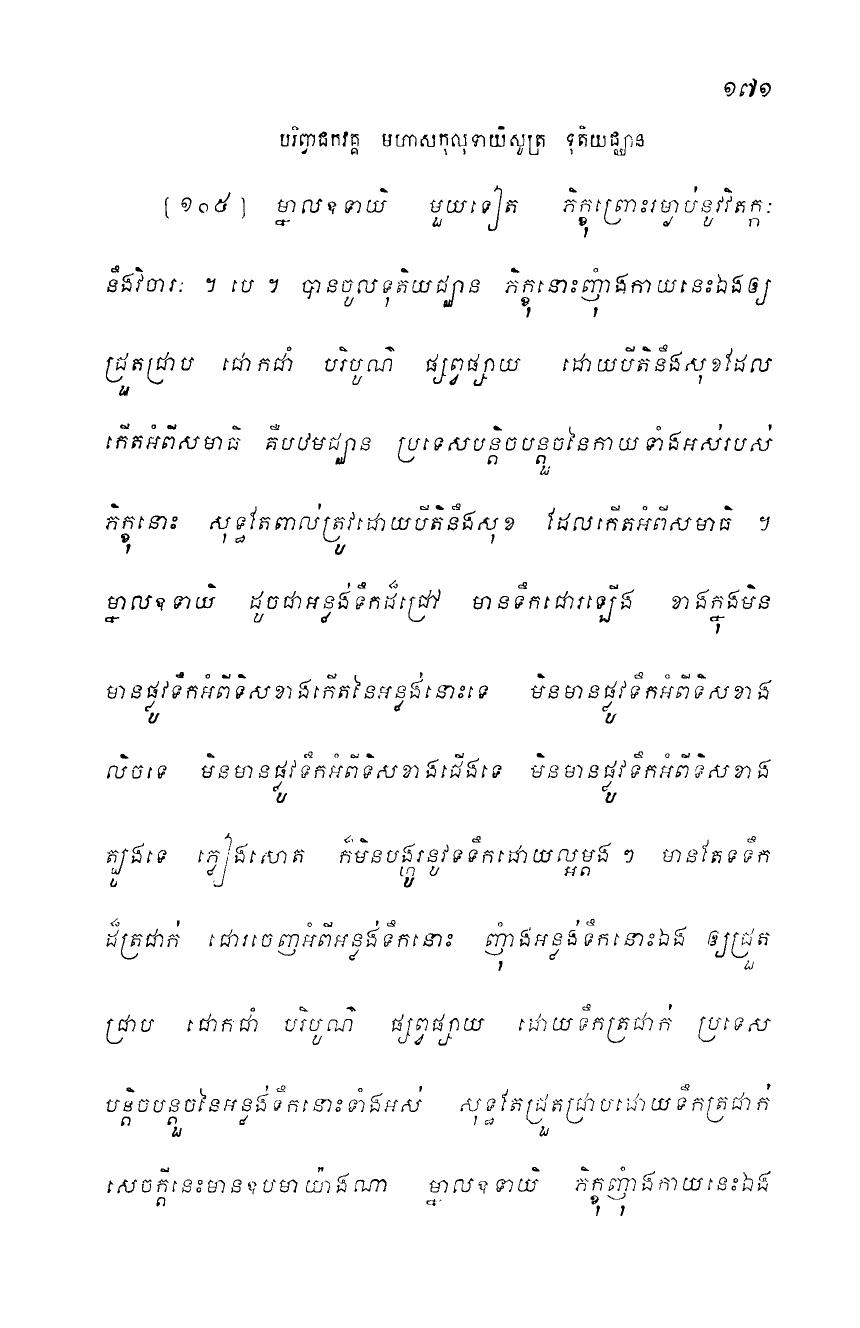 ១៧១
បរិព្វាជកវគ្គ មហាសកុលុទាយិសូត្រ ទុតិយជ្ឈាន
[១០៥] ម្នាលឧទាយិ មួយទៀត ភិក្ខុព្រោះរម្ងាប់នូវវិតក្កៈ
នឹងវិចារៈ ។ បេ ។ បានចូលទុតិយជ្ឈាន ភិក្ខុនោះញុំាងកាយនេះឯងឲ្យ
ជ្រួតជ្រាប ជោកជាំ បរិបូណ៌ ផ្សព្វផ្សាយ ដោយបីតិនឹងសុខដែល
កើតអំពីសមាធិ គឺបឋមជ្ឈាន ប្រទេសបន្តិចបន្តួចនៃកាយទាំងអស់របស់
ភិក្ខុនោះ សុទ្ធតែពាល់ត្រូវដោយបីតិនឹងសុខ ដែលកើតអំពីសមាធិ ។
ម្នាលឧទាយិ ដូចជាអន្លង់ទឹកដ៏ជ្រៅ មានទឹកជោរឡើង ខាងក្នុងមិន
មានផ្លូវទឹកអំពីទិសខាងកើតនៃអន្លង់នោះទេ មិនមានផ្លូវទឹកអំពីទិសខាង
លិចទេ មិនមានផ្លូវទឹកអំពីទិសខាងជើងទេ មិនមានផ្លូវទឹកអំពីទិសខាង
ត្បូងទេ ភ្លៀងសោត ក៏មិនបង្ហូរនូវទទឹកដោយល្អម្តង ៗ មានតែទទឹក
ដ៏ត្រជាក់ ជោរចេញអំពីអន្លង់ទឹកនោះ ញុំាងអន្លង់ទឹកនោះឯង ឲ្យជ្រួត
ជ្រាប ជោកជាំ បរិបូណ៌ ផ្សព្វផ្សាយ ដោយទឹកត្រជាក់ ប្រទេស
បន្តិចបន្តួចនៃអន្លង់ទឹកនោះទាំងអស់ សុទ្ធតែជ្រួតជ្រាបដោយទឹកត្រជាក់
សេចក្តីនេះមានឧបមាយ៉ាងណា ម្នាលឧទាយិ ភិក្ខុញុំាងកាយនេះឯង